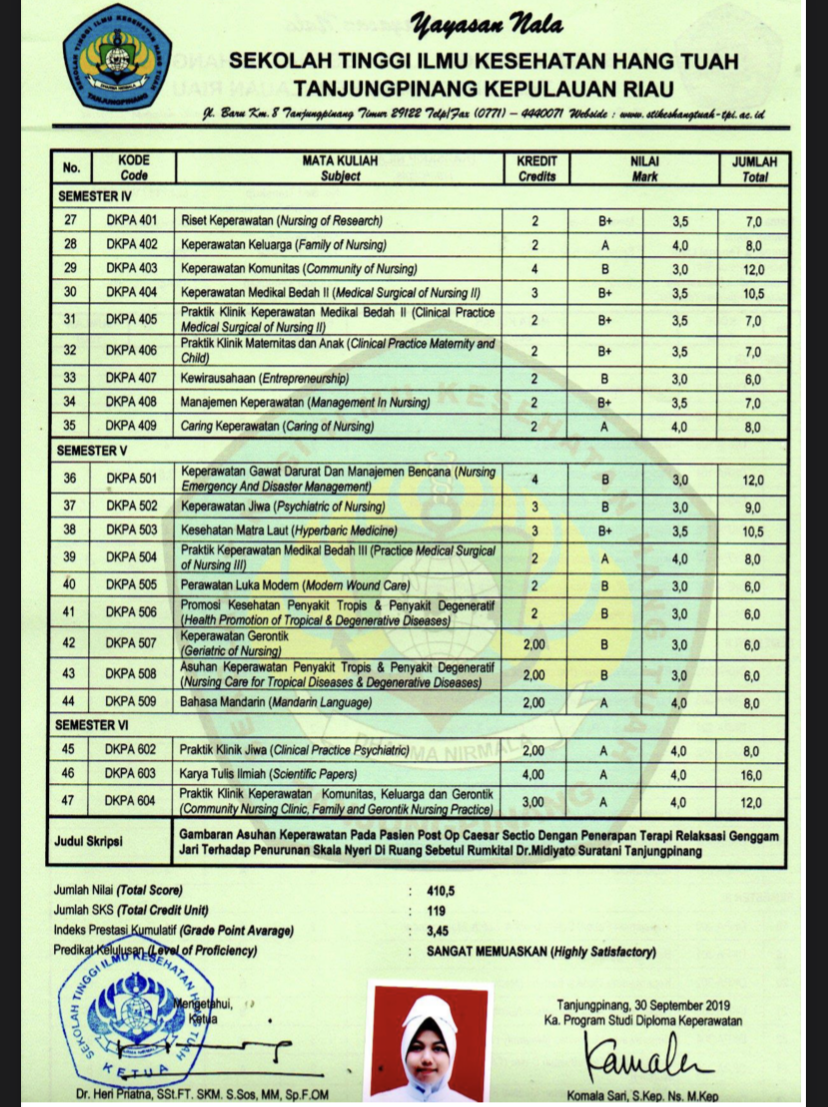 Yayasan Nala
SEKOLAH TINGGI ILMU KESEHATAN HANG TUAH
TANJUNGPINANG KEPULAUAN RIAU
Jl. Baru Km. 8 Tanjungpinang Timur 29122 Telp/Fax (0771) – 4440071 Webside : www.stikeshangtuah-tpi.ac.id
No. KODE Code MATA KULIAH Subject KREDIT Credits NILAI Mark JUMLAH Total
SEMESTER IV
27 DKPA 401 Riset Keperawatan (Nursing of Research) 2 B+ 3,5 7,0
28 DKPA 402 Keperawatan Keluarga (Family of Nursing) 2 A 4,0 8,0
29 DKPA 403 Keperawatan Komunitas (Community of Nursing) 4 B 3,0 12,0
30 DKPA 404 Keperawatan Medikal Bedah II (Medical Surgical of Nursing II) 3 B+ 3,5 10,5
31 DKPA 405 Praktik Klinik Keperawatan Medikal Bedah II (Clinical Practice
Medical Surgical of Nursing II) 2 B+ 3,5 7,0
32 DKPA 406 Praktik Klinik Maternitas dan Anak (Clinical Practice Maternity and
Child) 2 B+ 3,5 7,0
33 DKPA 407 Kewirausahaan (Entrepreneurship) 2 B 3,0 6,0
34 DKPA 408 Manajemen Keperawatan (Management In Nursing) 2 B+ 3,5 7,0
35 DKPA 409 Caring Keperawatan (Caring of Nursing) 2 A 4,0 8,0
SEMESTER V
36 DKPA 501 Keperawatan Gawat Darurat Dan Manajemen Bencana (Nursing
Emergency And Disaster Management) 4 B 3,0 12,0
37 DKPA 502 Keperawatan Jiwa (Psychiatric of Nursing) 3 B 3,0 9,0
38 DKPA 503 Kesehatan Matra Laut (Hyperbaric Medicine) 3 B+ 3,5 10,5
39 DKPA 504 Praktik Keperawatan Medikal Bedah III (Practice Medical Surgical
of Nursing III) 2 A 4,0 8,0
40 DKPA 505 Perawatan Luka Modern (Modern Wound Care) 2 B 3,0 6,0
41 DKPA 506 Promosi Kesehatan Penyakit Tropis & Penyakit Degeneratif
(Health Promotion of Tropical & Degenerative Diseases) 2 B 3,0 6,0
42 DKPA 507 Keperawatan Gerontik
(Geriatric of Nursing) 2,00 B 3,0 6,0
43 DKPA 508 Asuhan Keperawatan Penyakit Tropis & Penyakit Degeneratif
(Nursing Care for Tropical Diseases & Degenerative Diseases) 2,00 B 3,0 6,0
44 DKPA 509 Bahasa Mandarin (Mandarin Language) 2,00 A 4,0 8,0
SEMESTER VI
45 DKPA 602 Praktik Klinik Jiwa (Clinical Practice Psychiatric) 2,00 A 4,0 8,0
46 DKPA 603 Karya Tulis Ilmiah (Scientific Papers) 4,00 A 4,0 16,0
47 DKPA 604 Praktik Klinik Keperawatan Komunitas, Keluarga dan Gerontik
(Community Nursing Clinic, Family and Gerontik Nursing Practice) 3,00 A 4,0 12,0
Judul Skripsi Gambaran Asuhan Keperawatan Pada Pasien Post Op Caesar Sectio Dengan Penerapan Terapi Relaksasi Genggam
Jari Terhadap Penurunan Skala Nyeri Di Ruang Sebetul Rumkital Dr.Midiyato Suratani Tanjungpinang
Jumlah Nilai (Total Score) : 410,5
Jumlah SKS (Total Credit Unit) : 119
Indeks Prestasi Kumulatif (Grade Point Avarage) : 3,45
Predikat Kelulusan (Level of Proficiency) : SANGAT MEMUASKAN (Highly Satisfactory)
SEKOLAH TINGGI ILMU KESEHATAN HANG TUAH
KETUA
Mengetahui,
Ketua
Tanjungpinang, 30 September 2019
Ka. Program Studi Diploma Keperawatan
Kamala
Dr. Heri Priatna, SSt.FT. SKM. S.Sos, MM, Sp.F.OM
Komala Sari, S.Kep. Ns. M.Kep